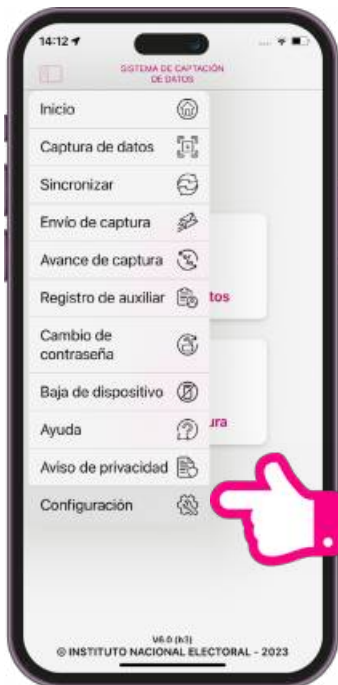 14:12
SISTEMA DE CAPTACIÓN
DE DATOS
Inicio
Captura de datos
Sincronizar
Envío de captura
Avance de captura
Registro de auxiliar
tos
Cambio de
contraseña
Baja de dispositivo
Ayuda
ura
Aviso de privacidad
Configuración
V6.0 (h3)
© INSTITUTO NACIONAL ELECTORAL - 2023